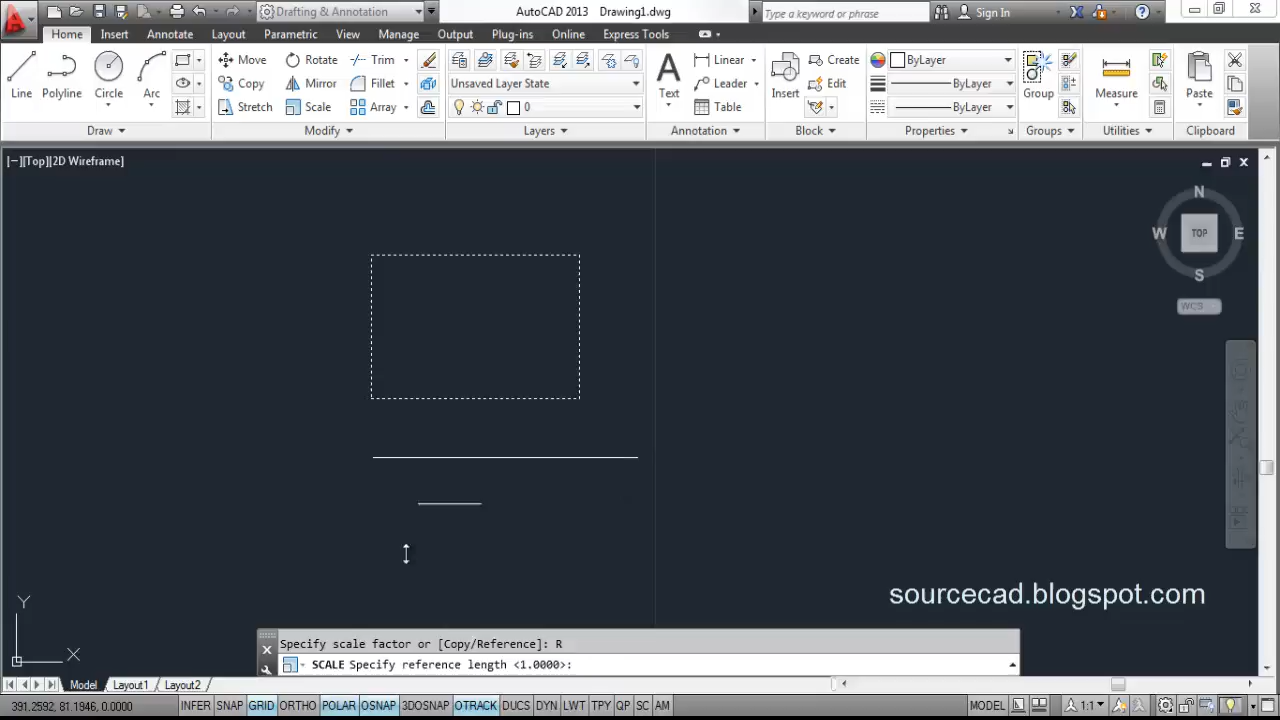 AutoCAD 2013 Drawing1.dwg
Drafting & Annotation
Type a keyword or phrase
Sign In
Home Insert Annotate Layout Parametric View Manage Output Plug-ins Online Express Tools
Line
Polyline
Circle
Arc
Draw
Move Rotate Trim
Copy Mirror Fillet
Stretch Scale Array
Modify
Unsaved Layer State
0
Layers
Text
Linear
Leader
Table
Annotation
Insert
Create
Edit
Block
ByLayer
ByLayer
ByLayer
Properties
Group
Groups
Measure
Utilities
Paste
Clipboard
[−][Top][2D Wireframe]
N
W TOP E
S
WCS
sourcecad.blogspot.com
Y
X
Specify scale factor or [Copy/Reference]: R
SCALE Specify reference length <1.0000>:
Model Layout1 Layout2
391.2592, 81.1946, 0.0000 INFER SNAP GRID ORTHO POLAR OSNAP 3DOSNAP OTRACK DUCS DYN LWT TPY QP SC AM MODEL 1:1